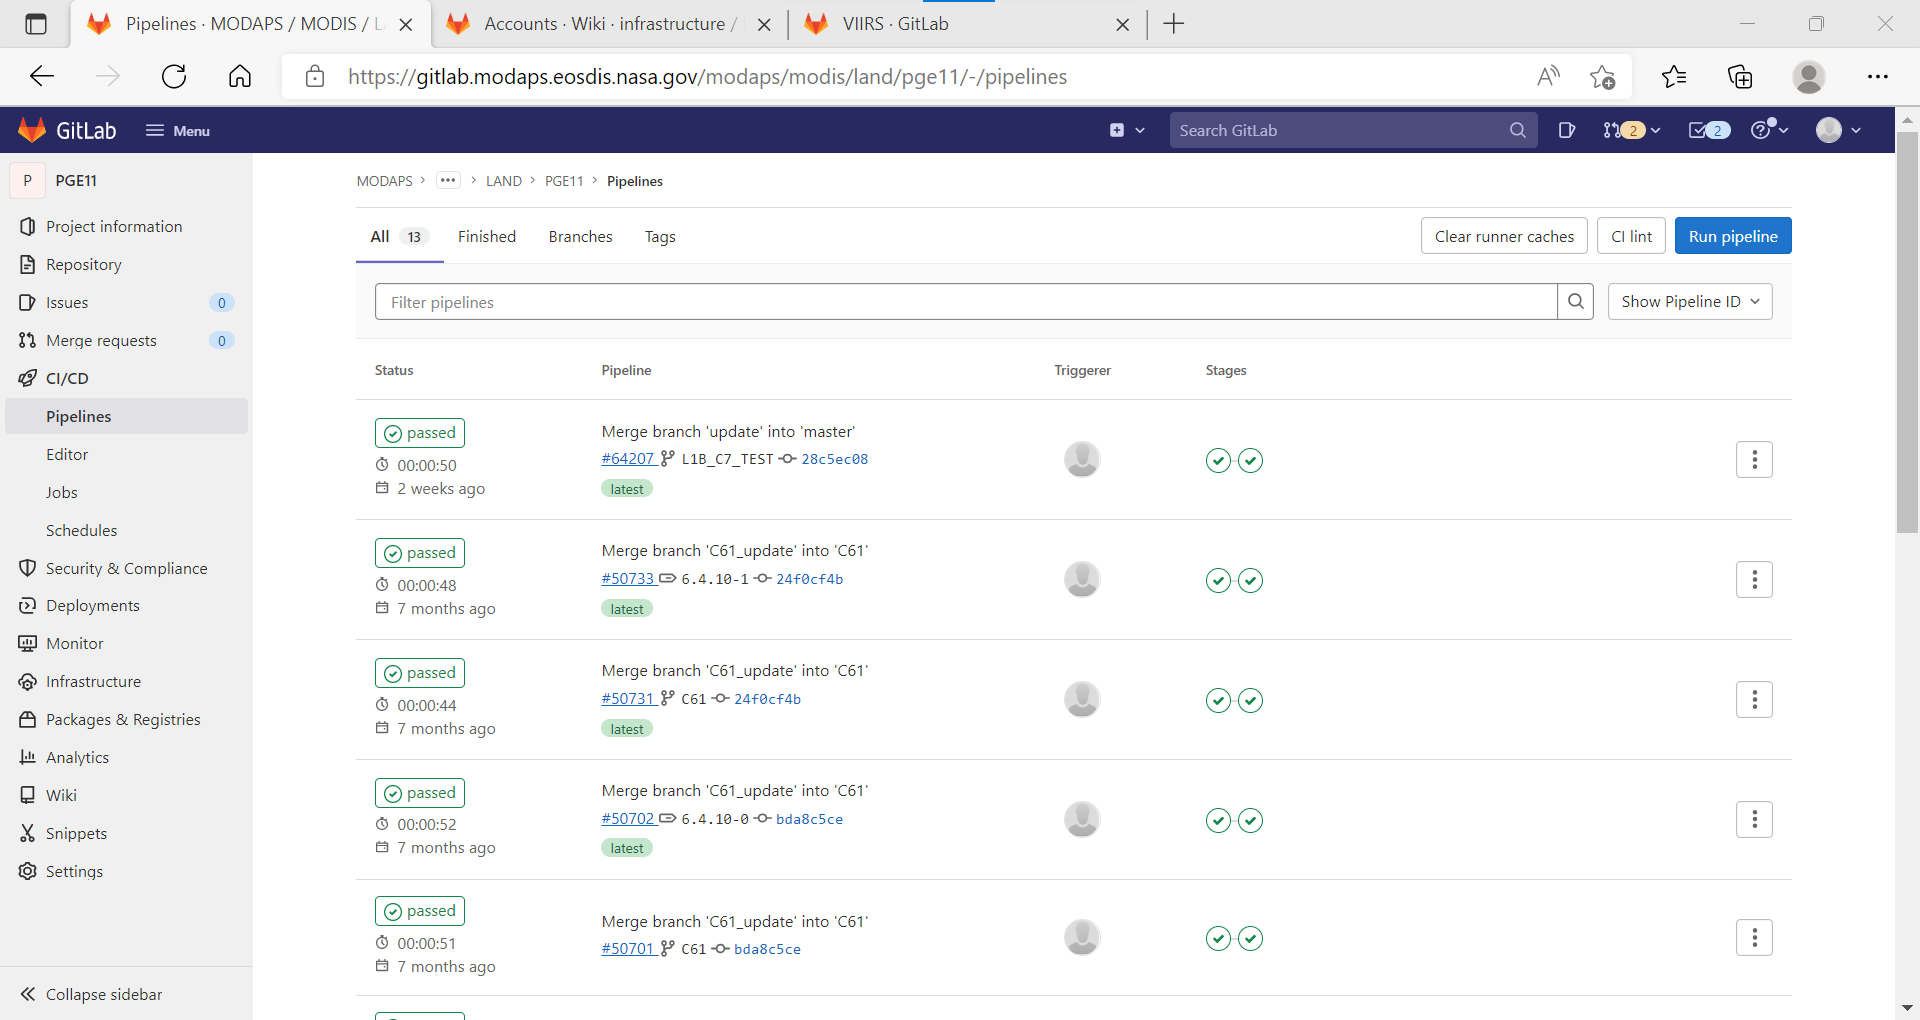 Pipelines · MODAPS / MODIS / L
Accounts · Wiki · infrastructure /
VIIRS · GitLab
https://gitlab.modaps.eosdis.nasa.gov/modaps/modis/land/pge11/-/pipelines
GitLab
Menu
Search GitLab
2
2
P PGE11
Project information
Repository
Issues 0
Merge requests 0
CI/CD
Pipelines
Editor
Jobs
Schedules
Security & Compliance
Deployments
Monitor
Infrastructure
Packages & Registries
Analytics
Wiki
Snippets
Settings
Collapse sidebar
MODAPS > ••• > LAND > PGE11 > Pipelines
All 13 Finished Branches Tags
Clear runner caches CI lint Run pipeline
Filter pipelines
Show Pipeline ID
Status Pipeline Triggerer Stages
passed
00:00:50
2 weeks ago
Merge branch 'update' into 'master'
#64207 L1B_C7_TEST 28c5ec08
latest
passed
00:00:48
7 months ago
Merge branch 'C61_update' into 'C61'
#50733 6.4.10-1 24f0cf4b
latest
passed
00:00:44
7 months ago
Merge branch 'C61_update' into 'C61'
#50731 C61 24f0cf4b
latest
passed
00:00:52
7 months ago
Merge branch 'C61_update' into 'C61'
#50702 6.4.10-0 bda8c5ce
latest
passed
00:00:51
7 months ago
Merge branch 'C61_update' into 'C61'
#50701 C61 bda8c5ce